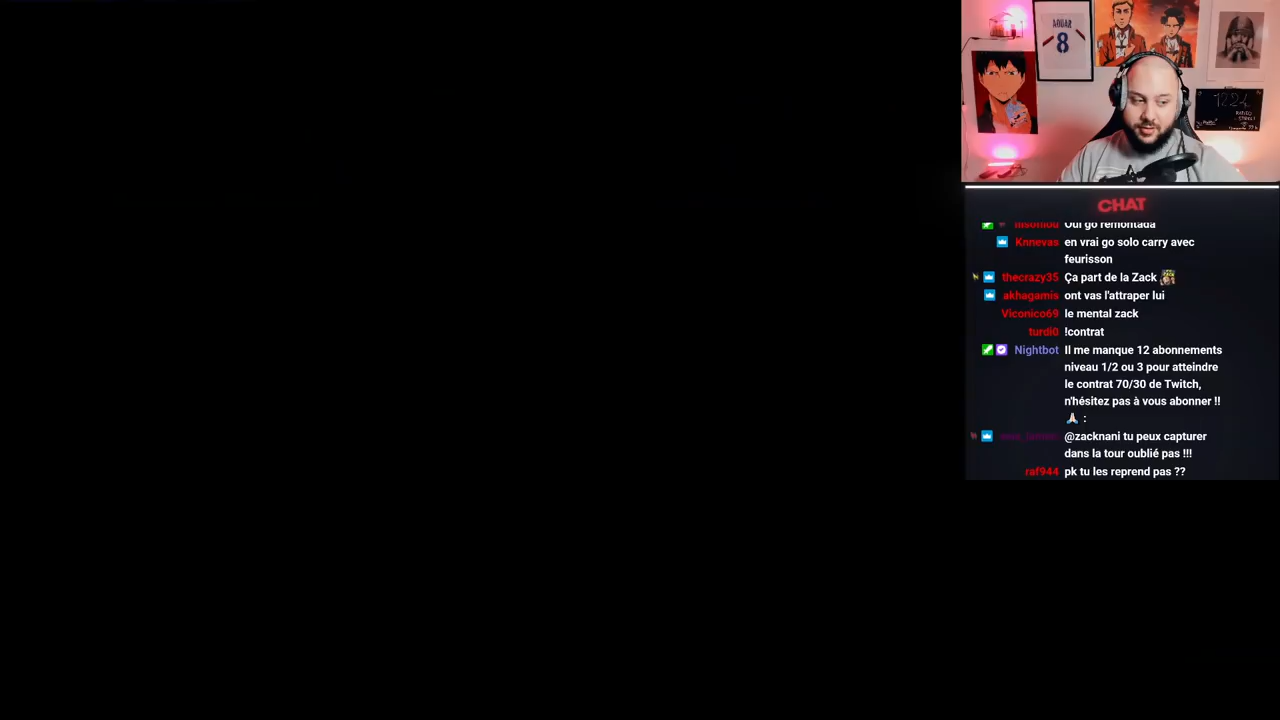 AOUAR
8
CHAT
Oui go remontada
Knnevas en vrai go solo carry avec
feurisson
thecrazy35 Ça part de la Zack
akhagamis ont vas l'attraper lui
Viconico69 le mental zack
turdi0 !contrat
Nightbot Il me manque 12 abonnements
niveau 1/2 ou 3 pour atteindre
le contrat 70/30 de Twitch,
n'hésitez pas à vous abonner !!
🙏🏻 :
@zacknani tu peux capturer
dans la tour oublié pas !!!
raf944 pk tu les reprend pas ??